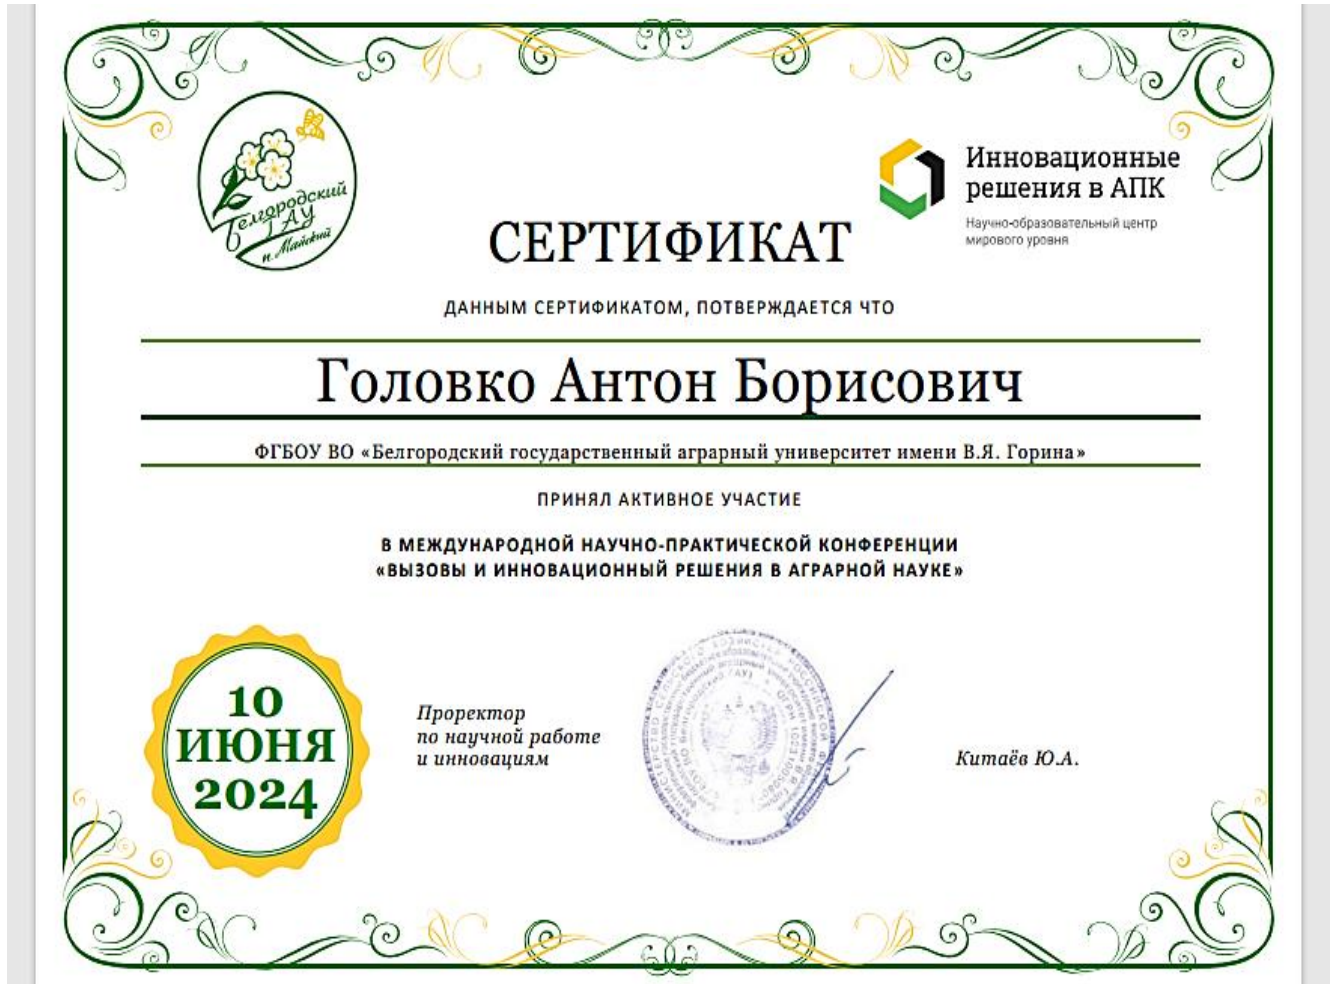 Белгородский
ГАУ
п. Майский
Инновационные
решения в АПК
Научно-образовательный центр
мирового уровня
СЕРТИФИКАТ
ДАННЫМ СЕРТИФИКАТОМ, ПОТВЕРЖДАЕТСЯ ЧТО
Головко Антон Борисович
ФГБОУ ВО «Белгородский государственный аграрный университет имени В.Я. Горина»
ПРИНЯЛ АКТИВНОЕ УЧАСТИЕ
В МЕЖДУНАРОДНОЙ НАУЧНО-ПРАКТИЧЕСКОЙ КОНФЕРЕНЦИИ
«ВЫЗОВЫ И ИННОВАЦИОННЫЙ РЕШЕНИЯ В АГРАРНОЙ НАУКЕ»
10
ИЮНЯ
2024
Проректор
по научной работе
и инновациям
Китаёв Ю.А.